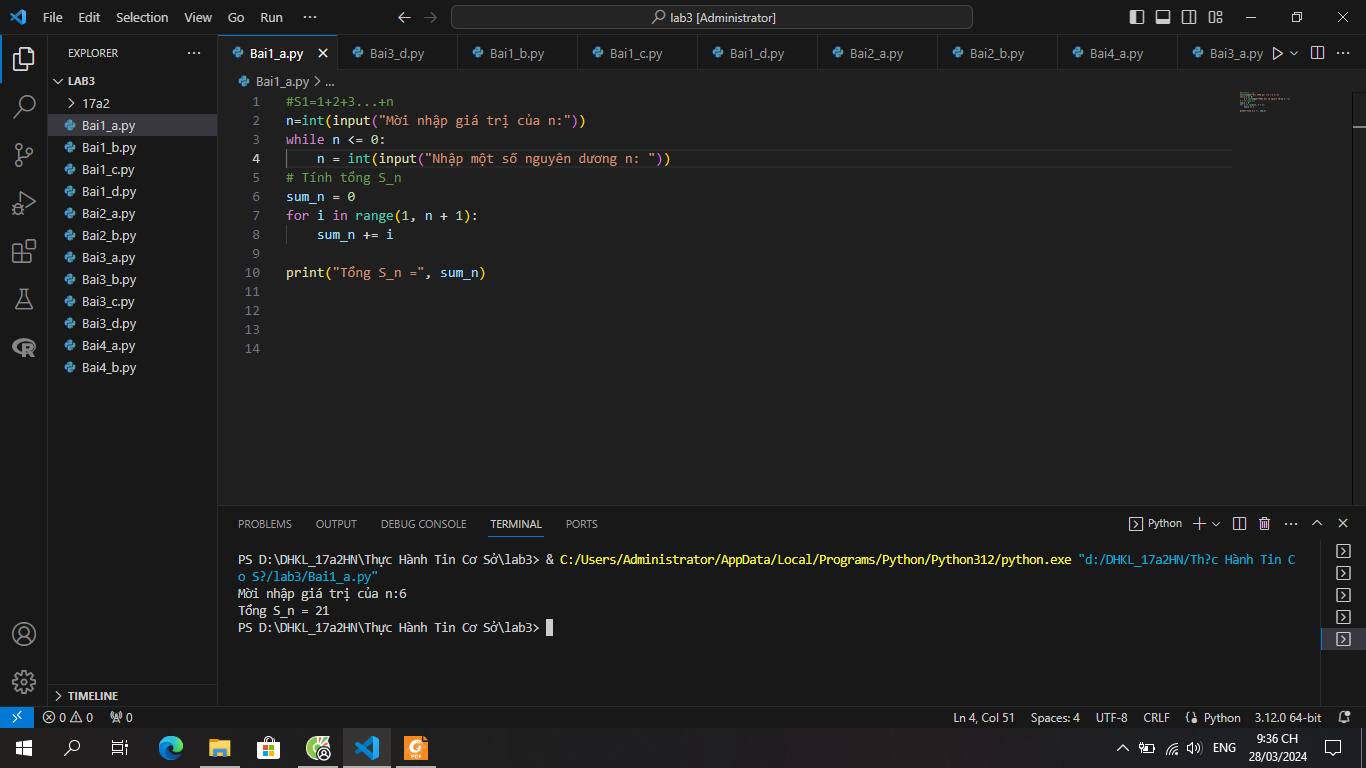 File Edit Selection View Go Run ··· lab3 [Administrator]
EXPLORER ···
Bai1_a.py Bai3_d.py Bai1_b.py Bai1_c.py Bai1_d.py Bai2_a.py Bai2_b.py Bai4_a.py Bai3_a.py ···
LAB3
17a2
Bai1_a.py
Bai1_b.py
Bai1_c.py
Bai1_d.py
Bai2_a.py
Bai2_b.py
Bai3_a.py
Bai3_b.py
Bai3_c.py
Bai3_d.py
Bai4_a.py
Bai4_b.py
TIMELINE
Bai1_a.py > ...
1 #S1=1+2+3...+n
2 n=int(input("Mời nhập giá trị của n:"))
3 while n <= 0:
4     n = int(input("Nhập một số nguyên dương n: "))
5 # Tính tổng S_n
6 sum_n = 0
7 for i in range(1, n + 1):
8     sum_n += i
9
10 print("Tổng S_n =", sum_n)
11
12
13
14
PROBLEMS OUTPUT DEBUG CONSOLE TERMINAL PORTS Python ···
PS D:\DHKL_17a2HN\Thực Hành Tin Cơ Sở\lab3> & C:/Users/Administrator/AppData/Local/Programs/Python/Python312/python.exe "d:/DHKL_17a2HN/Th?c Hành Tin C
o S?/lab3/Bai1_a.py"
Mời nhập giá trị của n:6
Tổng S_n = 21
PS D:\DHKL_17a2HN\Thực Hành Tin Cơ Sở\lab3>
0 0 0 Ln 4, Col 51 Spaces: 4 UTF-8 CRLF Python 3.12.0 64-bit
PDF ENG 9:36 CH
28/03/2024